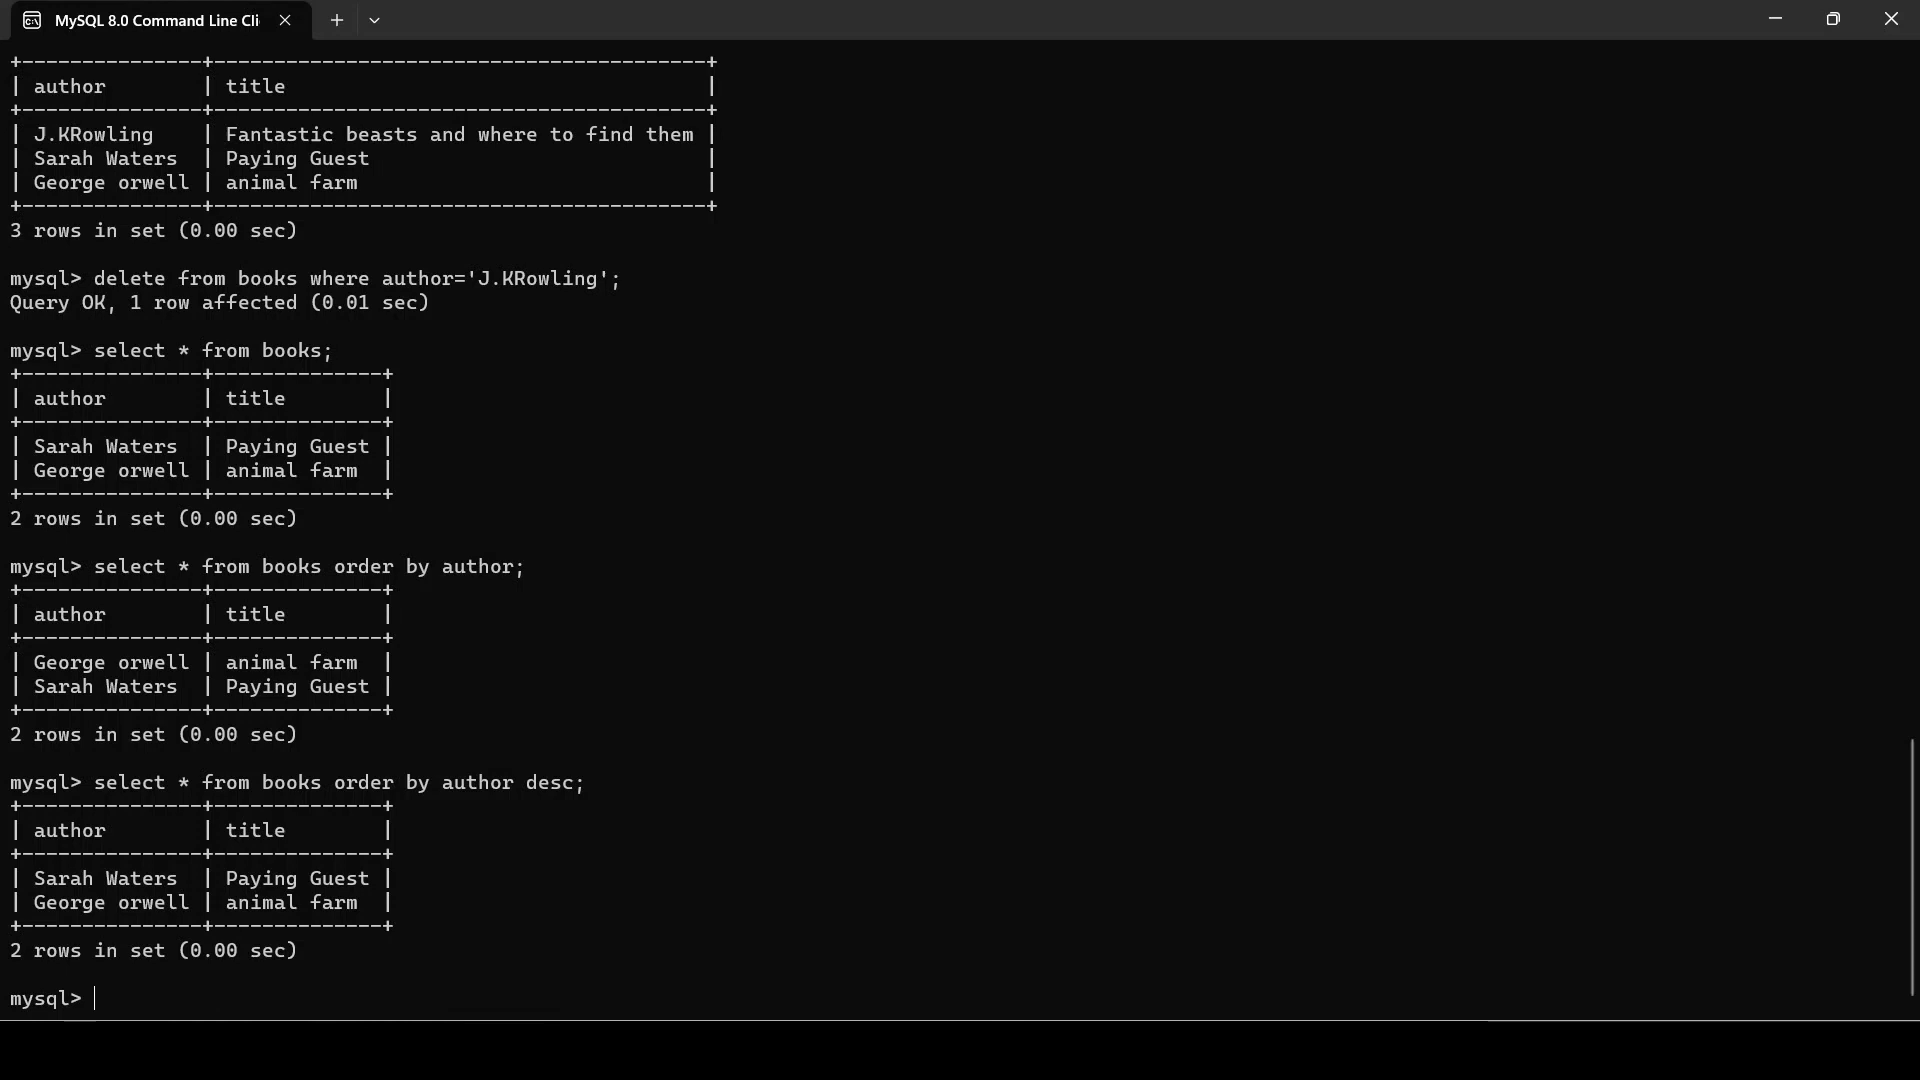 MySQL 8.0 Command Line Cli
+---------------+-----------------------------------------+
| author        | title                                   |
+---------------+-----------------------------------------+
| J.KRowling    | Fantastic beasts and where to find them |
| Sarah Waters  | Paying Guest                            |
| George orwell | animal farm                             |
+---------------+-----------------------------------------+
3 rows in set (0.00 sec)
mysql> delete from books where author='J.KRowling';
Query OK, 1 row affected (0.01 sec)
mysql> select * from books;
+---------------+--------------+
| author        | title        |
+---------------+--------------+
| Sarah Waters  | Paying Guest |
| George orwell | animal farm  |
+---------------+--------------+
2 rows in set (0.00 sec)
mysql> select * from books order by author;
+---------------+--------------+
| author        | title        |
+---------------+--------------+
| George orwell | animal farm  |
| Sarah Waters  | Paying Guest |
+---------------+--------------+
2 rows in set (0.00 sec)
mysql> select * from books order by author desc;
+---------------+--------------+
| author        | title        |
+---------------+--------------+
| Sarah Waters  | Paying Guest |
| George orwell | animal farm  |
+---------------+--------------+
2 rows in set (0.00 sec)
mysql>